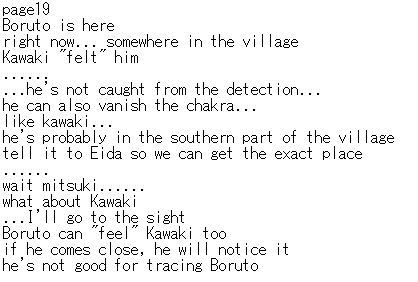 page19
Boruto is here
right now... somewhere in the village
Kawaki "felt" him
......
...he's not caught from the detection...
he can also vanish the chakra...
like kawaki...
he's probably in the southern part of the village
tell it to Eida so we can get the exact place
......
wait mitsuki......
what about Kawaki
...I'll go to the sight
Boruto can "feel" Kawaki too
if he comes close, he will notice it
he's not good for tracing Boruto